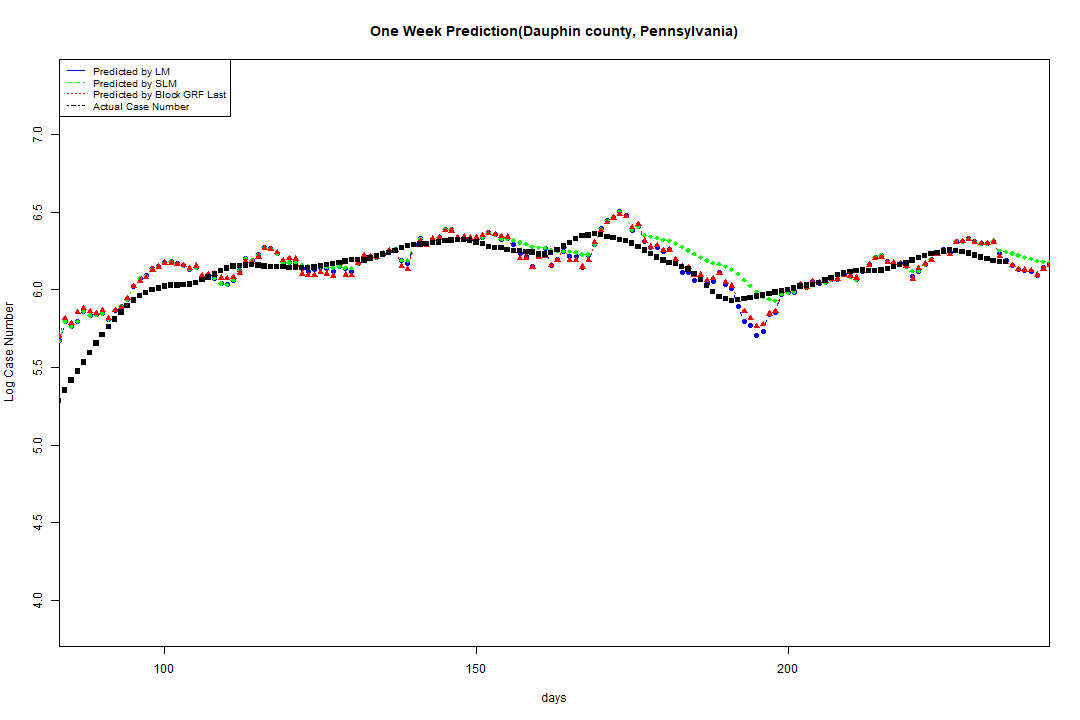 One Week Prediction(Dauphin county, Pennsylvania)
Predicted by LM
Predicted by SLM
Predicted by Block GRF Last
Actual Case Number
7.0
6.5
6.0
5.5
5.0
4.5
4.0
Log Case Number
100 150 200
days